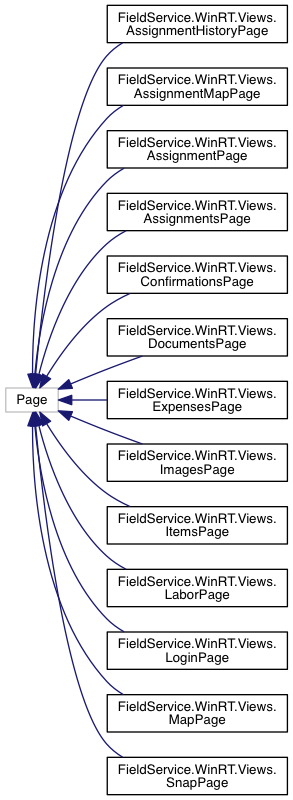 FieldService.WinRT.Views.
AssignmentHistoryPage
FieldService.WinRT.Views.
AssignmentMapPage
FieldService.WinRT.Views.
AssignmentPage
FieldService.WinRT.Views.
AssignmentsPage
FieldService.WinRT.Views.
ConfirmationsPage
FieldService.WinRT.Views.
DocumentsPage
Page
FieldService.WinRT.Views.
ExpensesPage
FieldService.WinRT.Views.
ImagesPage
FieldService.WinRT.Views.
ItemsPage
FieldService.WinRT.Views.
LaborPage
FieldService.WinRT.Views.
LoginPage
FieldService.WinRT.Views.
MapPage
FieldService.WinRT.Views.
SnapPage